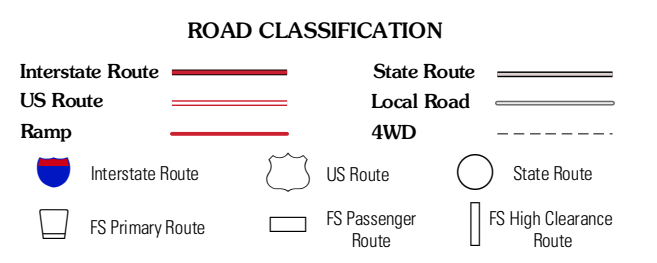 ROAD CLASSIFICATION
Interstate Route
State Route
US Route
Local Road
Ramp
4WD
Interstate Route
US Route
State Route
FS Primary Route
FS Passenger
Route
FS High Clearance
Route